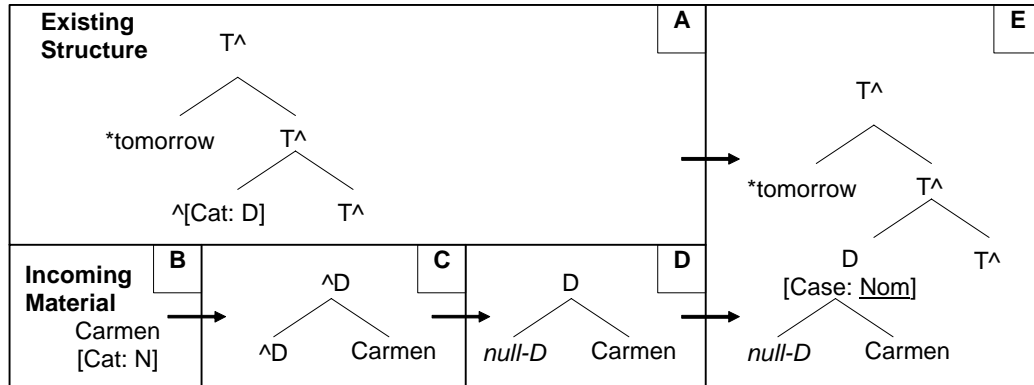 Existing
Structure
A
T^
*tomorrow T^
^[Cat: D] T^
Incoming
Material
B
Carmen
[Cat: N]
C
^D
^D Carmen
D
D
null-D Carmen
E
T^
*tomorrow T^
D T^
[Case: Nom]
null-D Carmen